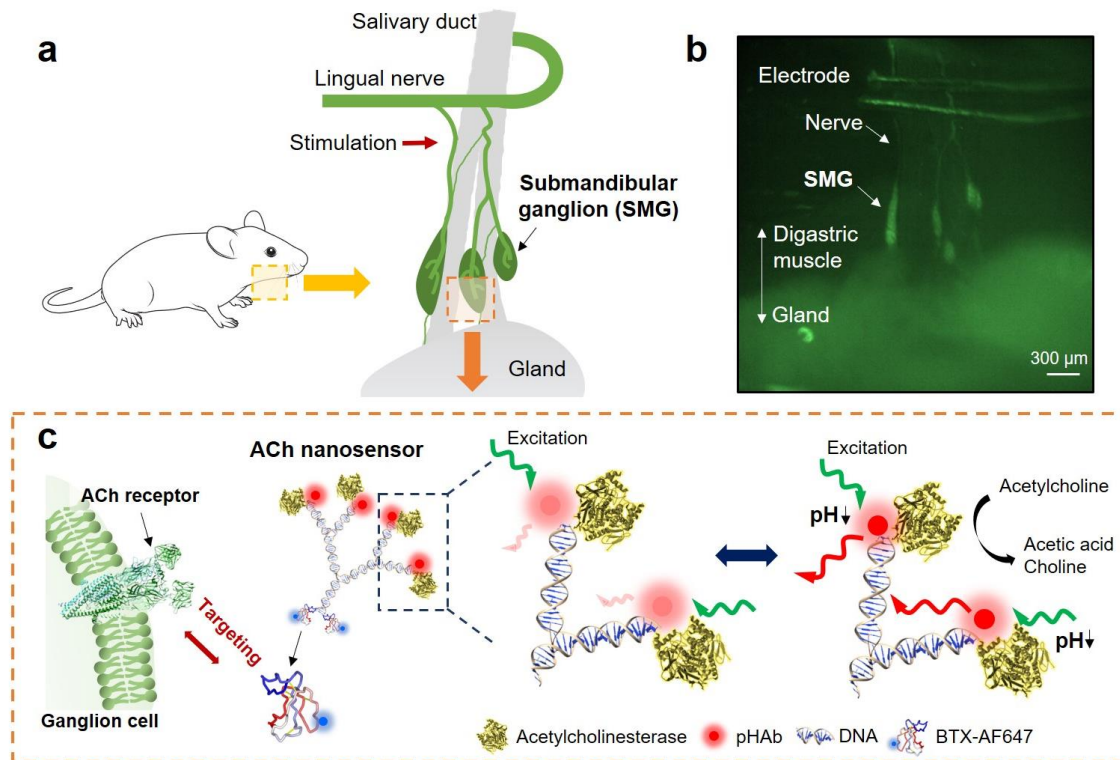 a
Salivary duct
Lingual nerve
Stimulation
Submandibular
ganglion (SMG)
Gland
b
Electrode
Nerve
SMG
Digastric
muscle
Gland
300 µm
c
ACh nanosensor
ACh receptor
Targeting
Ganglion cell
Excitation
Excitation
pH↓
Acetylcholine
Acetic acid
Choline
pH↓
Acetylcholinesterase
pHAb
DNA
BTX-AF647